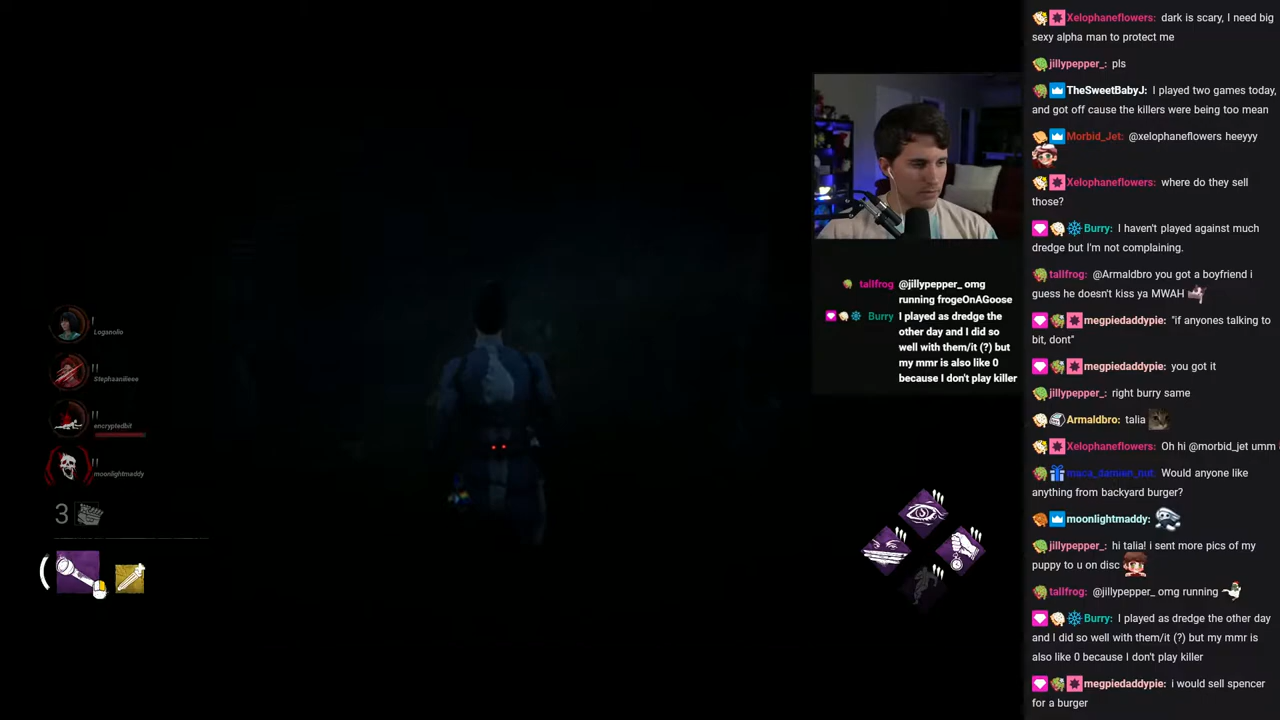 Xelophaneflowers: dark is scary, I need big
sexy alpha man to protect me
jillypepper_: pls
TheSweetBabyJ: I played two games today,
and got off cause the killers were being too mean
Morbid_Jet: @xelophaneflowers heeyyy
Xelophaneflowers: where do they sell
those?
Burry: I haven't played against much
dredge but I'm not complaining.
tallfrog: @Armaldbro you got a boyfriend i
guess he doesn't kiss ya MWAH
megpiedaddypie: "if anyones talking to
bit, dont"
megpiedaddypie: you got it
jillypepper_: right burry same
Armaldbro: talia
Xelophaneflowers: Oh hi @morbid_jet umm
maca_damien_nut: Would anyone like
anything from backyard burger?
moonlightmaddy:
jillypepper_: hi talia! i sent more pics of my
puppy to u on disc
tallfrog: @jillypepper_ omg running
Burry: I played as dredge the other day
and I did so well with them/it (?) but my mmr is
also like 0 because I don't play killer
megpiedaddypie: i would sell spencer
for a burger
tallfrog @jillypepper_ omg
running frogeOnAGoose
Burry I played as dredge the
other day and I did so
well with them/it (?) but
my mmr is also like 0
because I don't play killer
Loganolio
Stephaaniieee
encryptedbit
moonlightmaddy
3